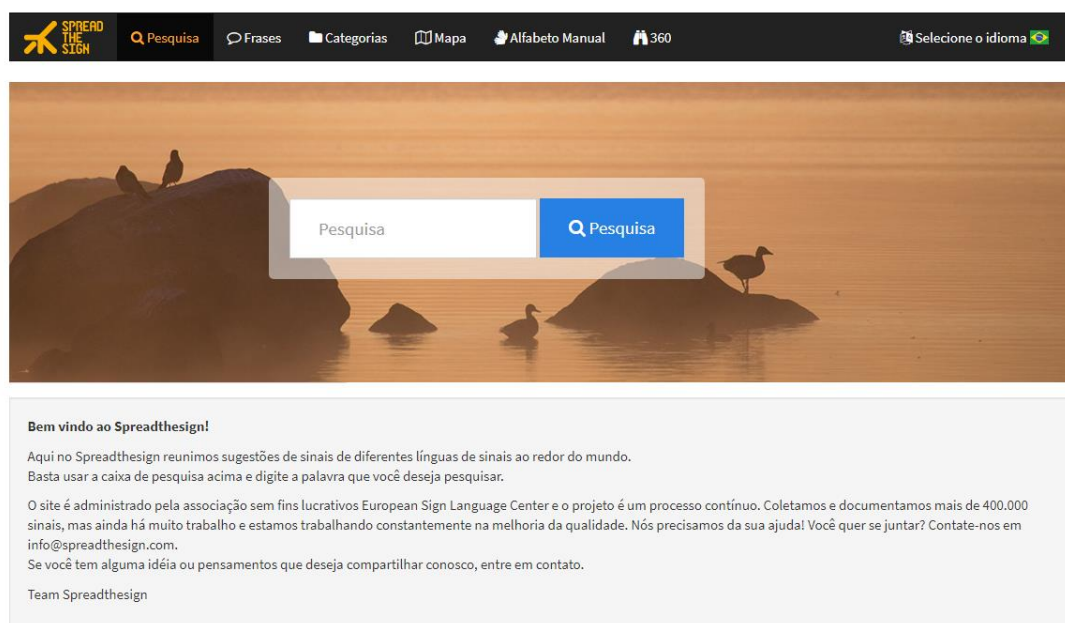 SPREAD
THE
SIGN
Pesquisa
Frases
Categorias
Mapa
Alfabeto Manual
360
Selecione o idioma
Pesquisa
Pesquisa
Bem vindo ao Spreadthesign!
Aqui no Spreadthesign reunimos sugestões de sinais de diferentes línguas de sinais ao redor do mundo.
Basta usar a caixa de pesquisa acima e digite a palavra que você deseja pesquisar.
O site é administrado pela associação sem fins lucrativos European Sign Language Center e o projeto é um processo contínuo. Coletamos e documentamos mais de 400.000
sinais, mas ainda há muito trabalho e estamos trabalhando constantemente na melhoria da qualidade. Nós precisamos da sua ajuda! Você quer se juntar? Contate-nos em
info@spreadthesign.com.
Se você tem alguma idéia ou pensamentos que deseja compartilhar conosco, entre em contato.
Team Spreadthesign